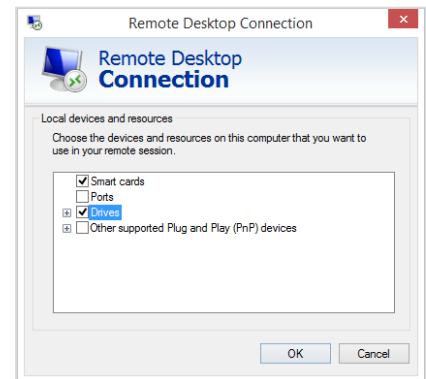 Remote Desktop Connection
Remote Desktop
Connection
Local devices and resources
Choose the devices and resources on this computer that you want to
use in your remote session.
Smart cards
Ports
Drives
Other supported Plug and Play (PnP) devices
OK Cancel